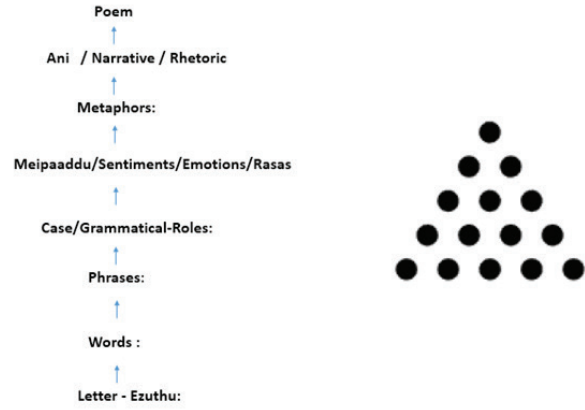 Poem
Ani / Narrative / Rhetoric
Metaphors:
Meipaaddu/Sentiments/Emotions/Rasas
Case/Grammatical-Roles:
Phrases:
Words :
Letter - Ezuthu: